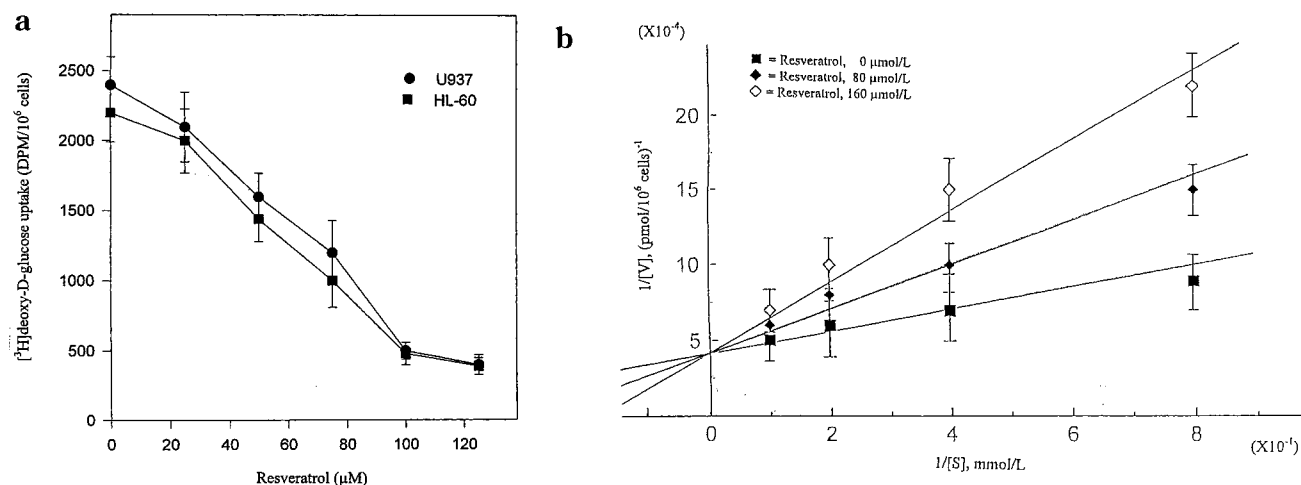 a
[³H]deoxy-D-glucose uptake (DPM/10⁶ cells)
2500
2000
1500
1000
500
0
U937
HL-60
0 20 40 60 80 100 120
Resveratrol (µM)
b
(X10⁻⁴)
= Resveratrol, 0 µmol/L
= Resveratrol, 80 µmol/L
= Resveratrol, 160 µmol/L
1/[V], (pmol/10⁶ cells)⁻¹
20
15
10
5
0 2 4 6 8
(X10⁻¹)
1/[S], mmol/L